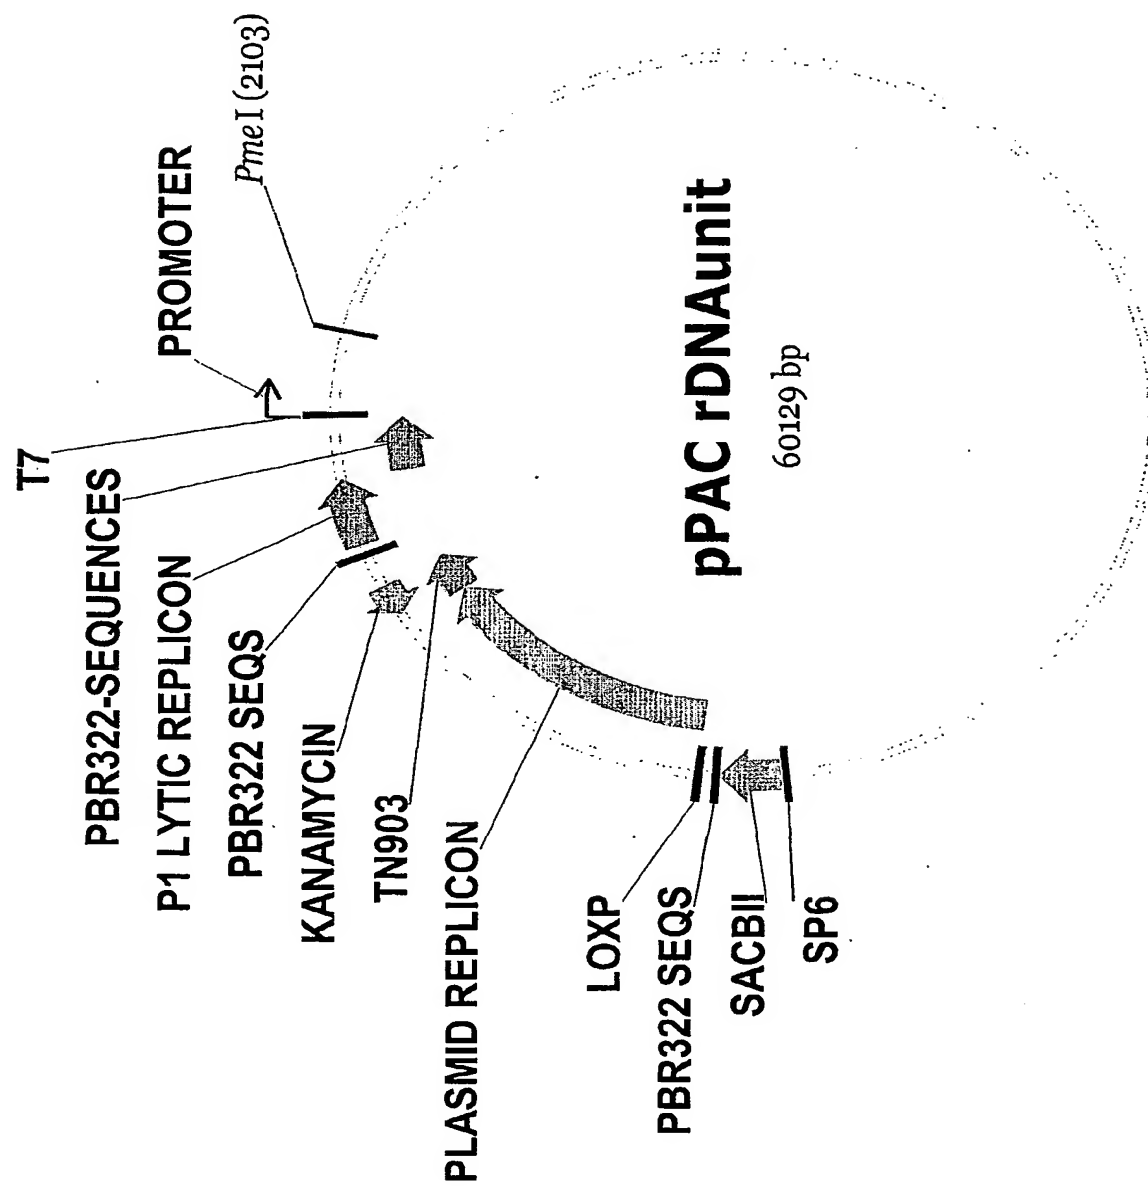 T7
PROMOTER
PmeI (2103)
PBR322-SEQUENCES
P1 LYTIC REPLICON
PBR322 SEQS
KANAMYCIN
TN903
PLASMID REPLICON
LOXP
PBR322 SEQS
SACBII
SP6
pPAC rDNAunit
60129 bp